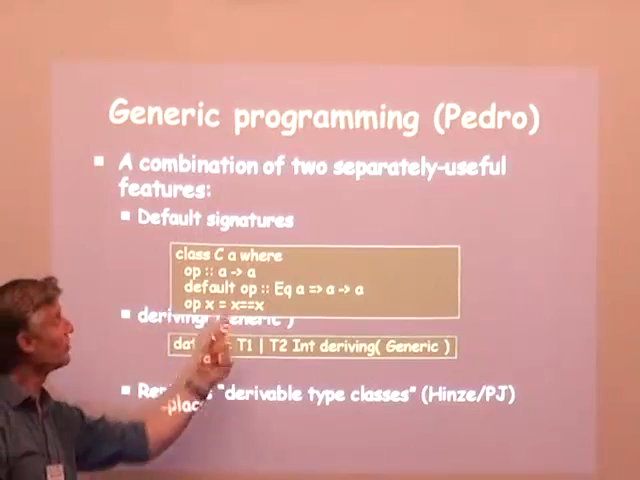 Generic programming (Pedro)
A combination of two separately-useful
features:
Default signatures
class C a where
op :: a -> a
default op :: Eq a => a -> a
op x = x==x
deriving( Generic )
T1 | T2 Int deriving( Generic )
"derivable type classes" (Hinze/PJ)